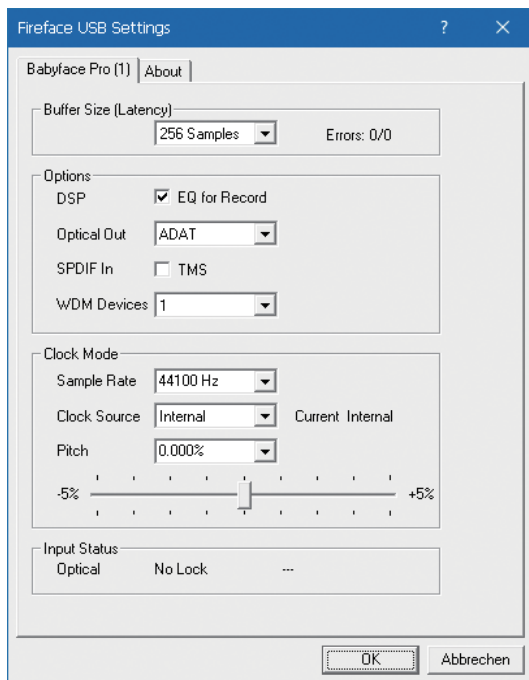 Fireface USB Settings ? ×
Babyface Pro (1) About
Buffer Size (Latency)
256 Samples Errors: 0/0
Options
DSP EQ for Record
Optical Out ADAT
SPDIF In TMS
WDM Devices 1
Clock Mode
Sample Rate 44100 Hz
Clock Source Internal Current Internal
Pitch 0.000%
-5% +5%
Input Status
Optical No Lock ---
OK Abbrechen